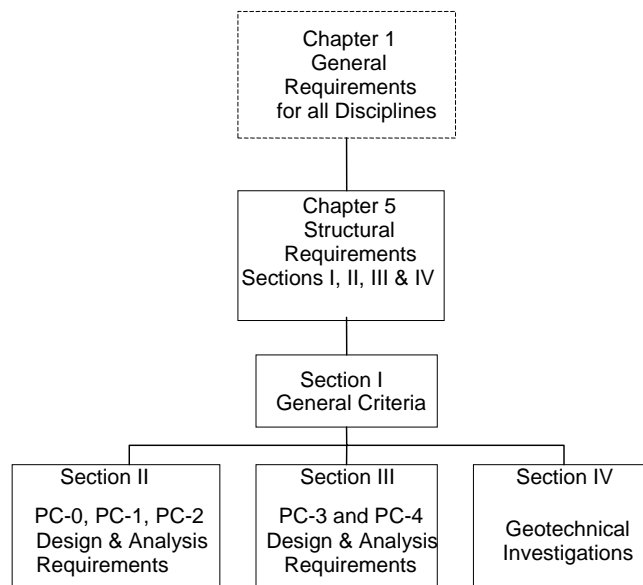 Chapter 1
General
Requirements
for all Disciplines
Chapter 5
Structural
Requirements
Sections I, II, III & IV
Section I
General Criteria
Section II
PC-0, PC-1, PC-2
Design & Analysis
Requirements
Section III
PC-3 and PC-4
Design & Analysis
Requirements
Section IV
Geotechnical
Investigations